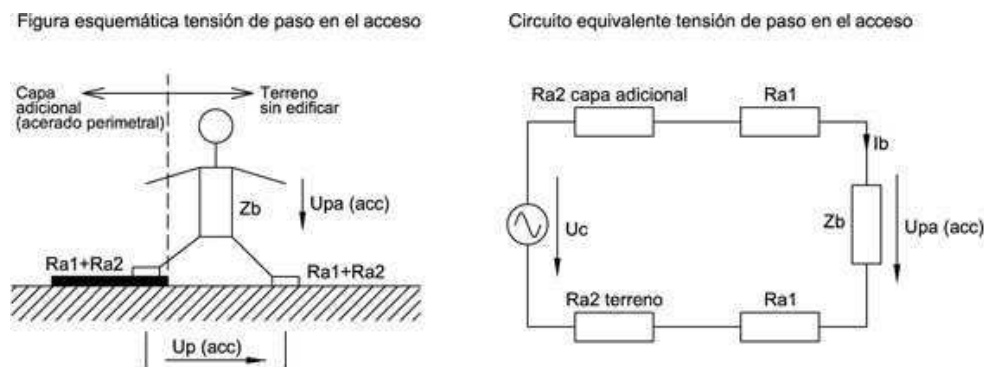 Figura esquemática tensión de paso en el acceso
Capa
adicional
(acerado perimetral)
Terreno
sin edificar
Zb
Upa (acc)
Ra1+Ra2
Ra1+Ra2
Up (acc)
Circuito equivalente tensión de paso en el acceso
Ra2 capa adicional
Ra1
Ib
Uc
Zb
Upa (acc)
Ra2 terreno
Ra1